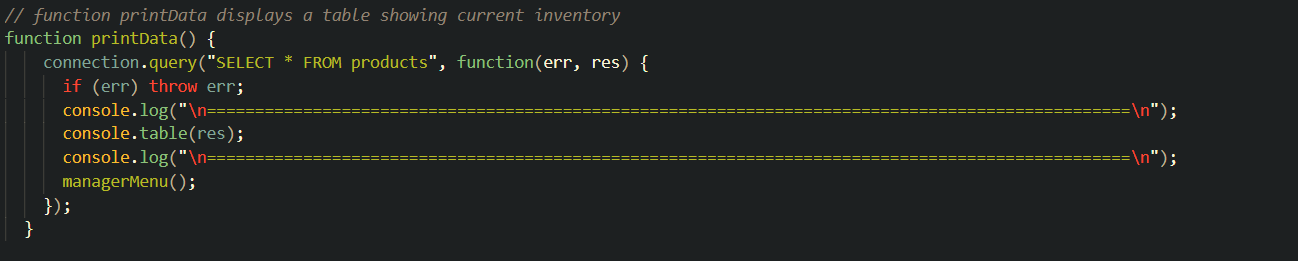 // function printData displays a table showing current inventory
function printData() {
    connection.query("SELECT * FROM products", function(err, res) {
      if (err) throw err;
      console.log("\n================================================================================================\n");
      console.table(res);
      console.log("\n================================================================================================\n");
      managerMenu();
    });
  }